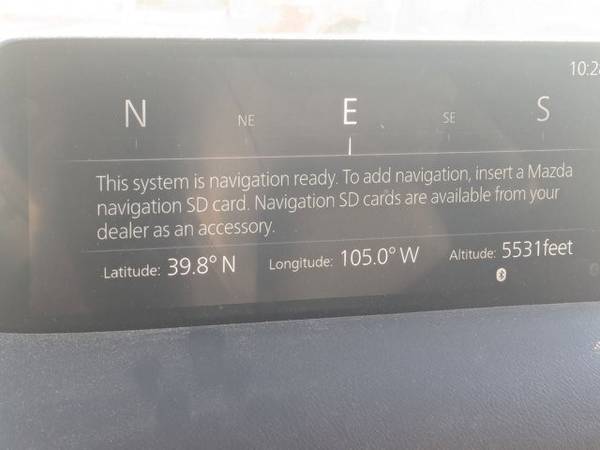 10:28
N NE E SE S
This system is navigation ready. To add navigation, insert a Mazda
navigation SD card. Navigation SD cards are available from your
dealer as an accessory.
Latitude: 39.8° N Longitude: 105.0° W Altitude: 5531feet